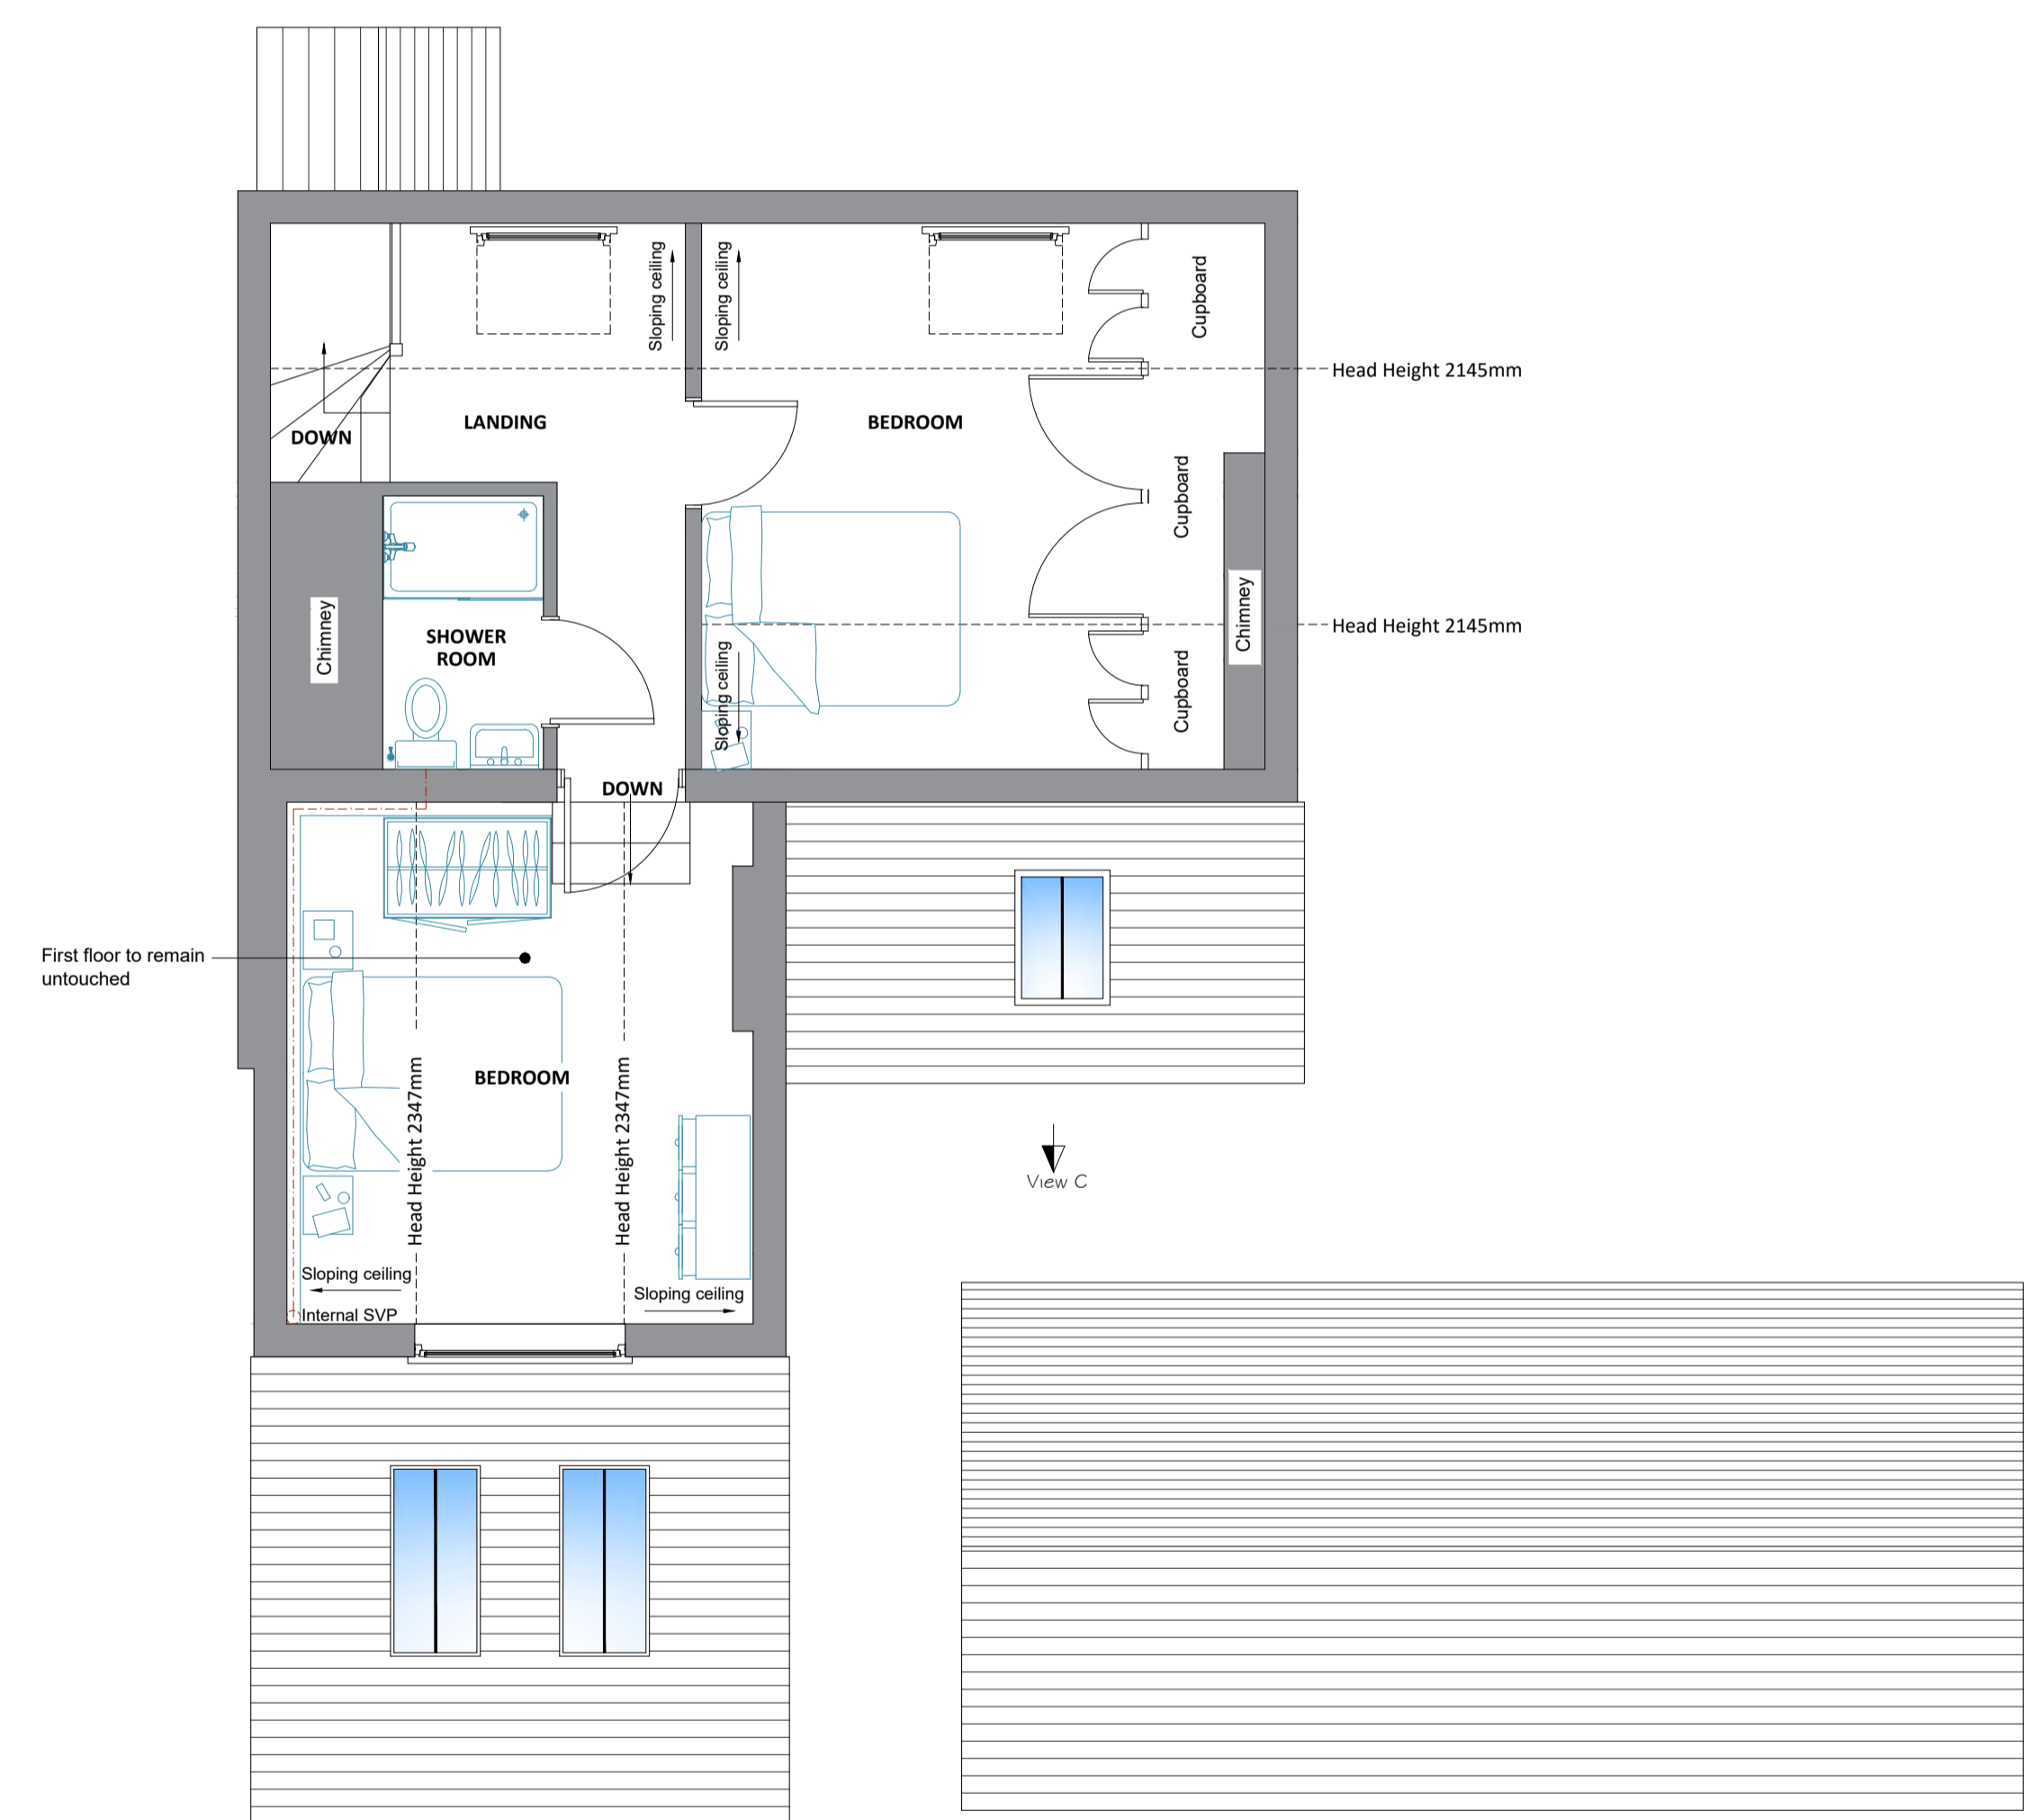 Sloping ceiling
Sloping ceiling
Cupboard
Head Height 2145mm
LANDING
BEDROOM
DOWN
Cupboard
Chimney
SHOWER
ROOM
Chimney
Head Height 2145mm
Sloping ceiling
Cupboard
DOWN
First floor to remain
untouched
BEDROOM
Head Height 2347mm
Head Height 2347mm
View C
Sloping ceiling
Sloping ceiling
Internal SVP